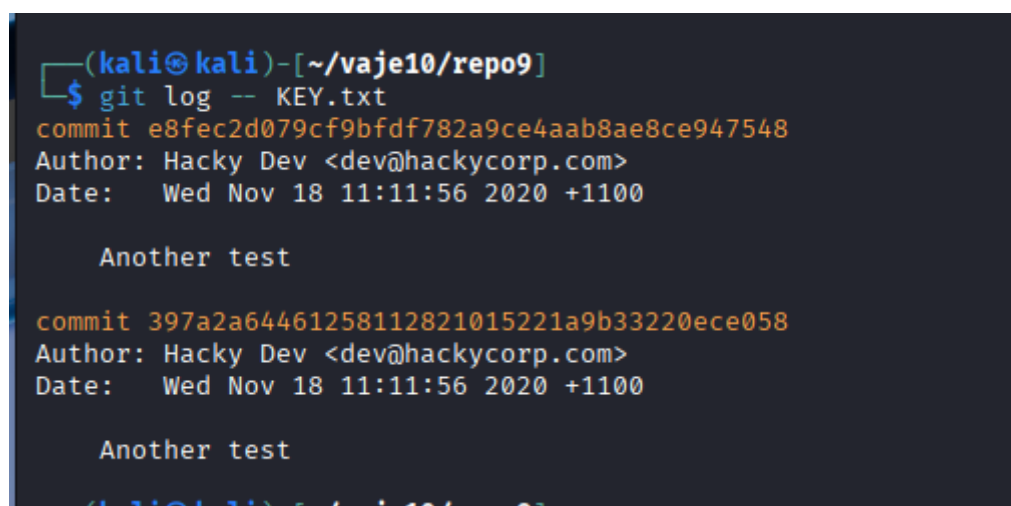 (kali㉿kali)-[~/vaje10/repo9]
$ git log -- KEY.txt
commit e8fec2d079cf9bfdf782a9ce4aab8ae8ce947548
Author: Hacky Dev <dev@hackycorp.com>
Date:   Wed Nov 18 11:11:56 2020 +1100
Another test
commit 397a2a64461258112821015221a9b33220ece058
Author: Hacky Dev <dev@hackycorp.com>
Date:   Wed Nov 18 11:11:56 2020 +1100
Another test